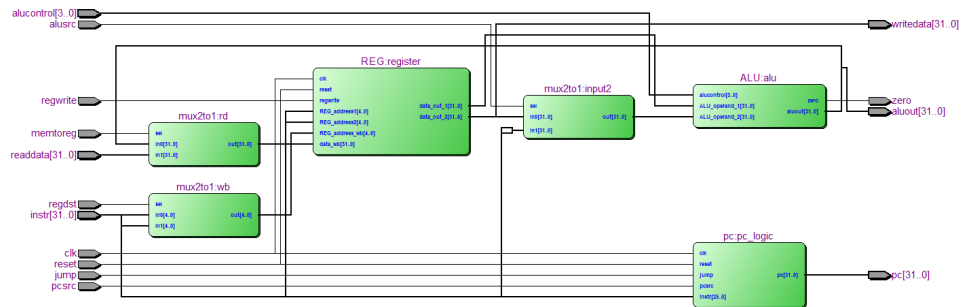 alucontrol[3..0]
alusrc
regwrite
memtoreg
readdata[31..0]
regdst
instr[31..0]
clk
reset
jump
pcsrc
mux2to1:rd
sel
in0[31..0]
in1[31..0]
out[31..0]
mux2to1:wb
sel
in0[4..0]
in1[4..0]
out[4..0]
REG:register
clk
reset
regwrite
REG_address1[4..0]
REG_address2[4..0]
REG_address_wb[4..0]
data_wb[31..0]
data_out_1[31..0]
data_out_2[31..0]
mux2to1:input2
sel
in0[31..0]
in1[31..0]
out[31..0]
ALU:alu
alucontrol[3..0]
ALU_operand_1[31..0]
ALU_operand_2[31..0]
zero
aluout[31..0]
pc:pc_logic
clk
reset
jump
pcsrc
instr[25..0]
pc[31..0]
writedata[31..0]
zero
aluout[31..0]
pc[31..0]